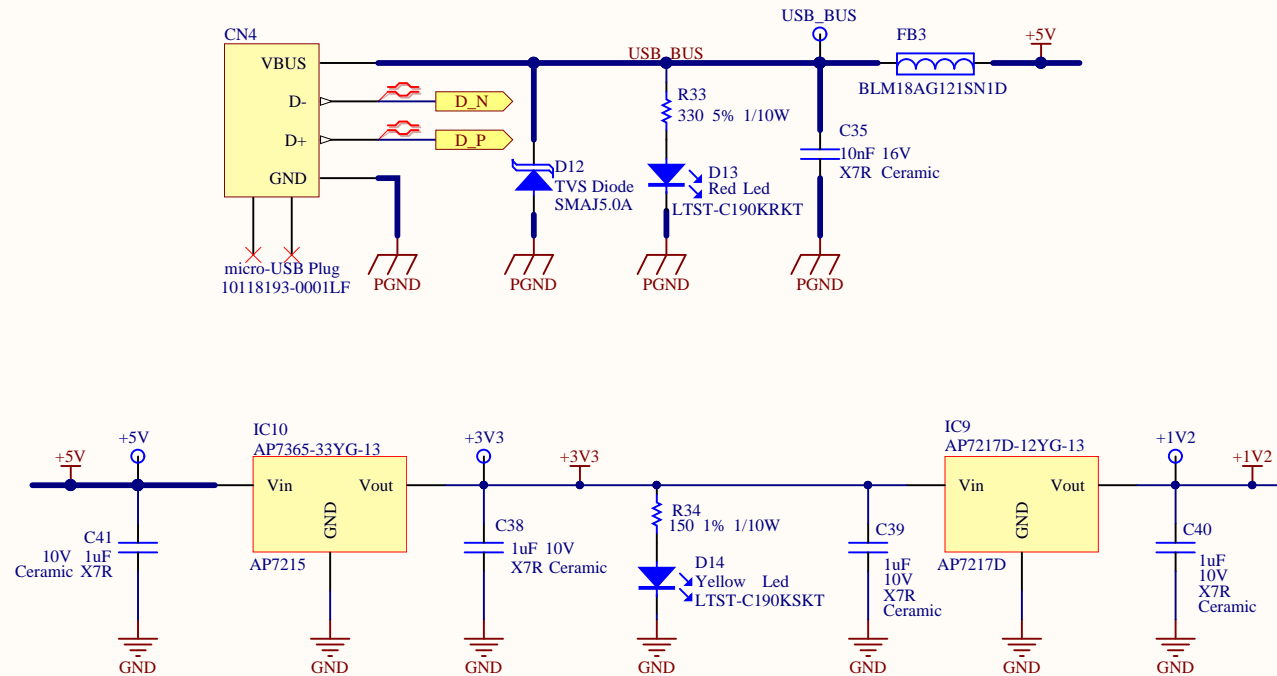 USB_BUS
CN4
FB3
+5V
USB_BUS
VBUS
BLM18AG121SN1D
R33
330 5% 1/10W
D-
D_N
C35
10nF 16V
X7R Ceramic
D+
D_P
D12
TVS Diode
SMAJ5.0A
D13
Red Led
LTST-C190KRKT
GND
micro-USB Plug
10118193-0001LF
PGND
PGND
PGND
PGND
IC10
AP7365-33YG-13
IC9
AP7217D-12YG-13
+5V
+5V
+3V3
+3V3
+1V2
+1V2
Vin
Vout
GND
Vin
Vout
GND
R34
150 1% 1/10W
C41
10V
1uF
Ceramic
X7R
C38
1uF 10V
X7R Ceramic
C39
1uF
10V
X7R
Ceramic
C40
1uF
10V
X7R
Ceramic
AP7215
D14
Yellow Led
LTST-C190KSKT
AP7217D
GND
GND
GND
GND
GND
GND
GND